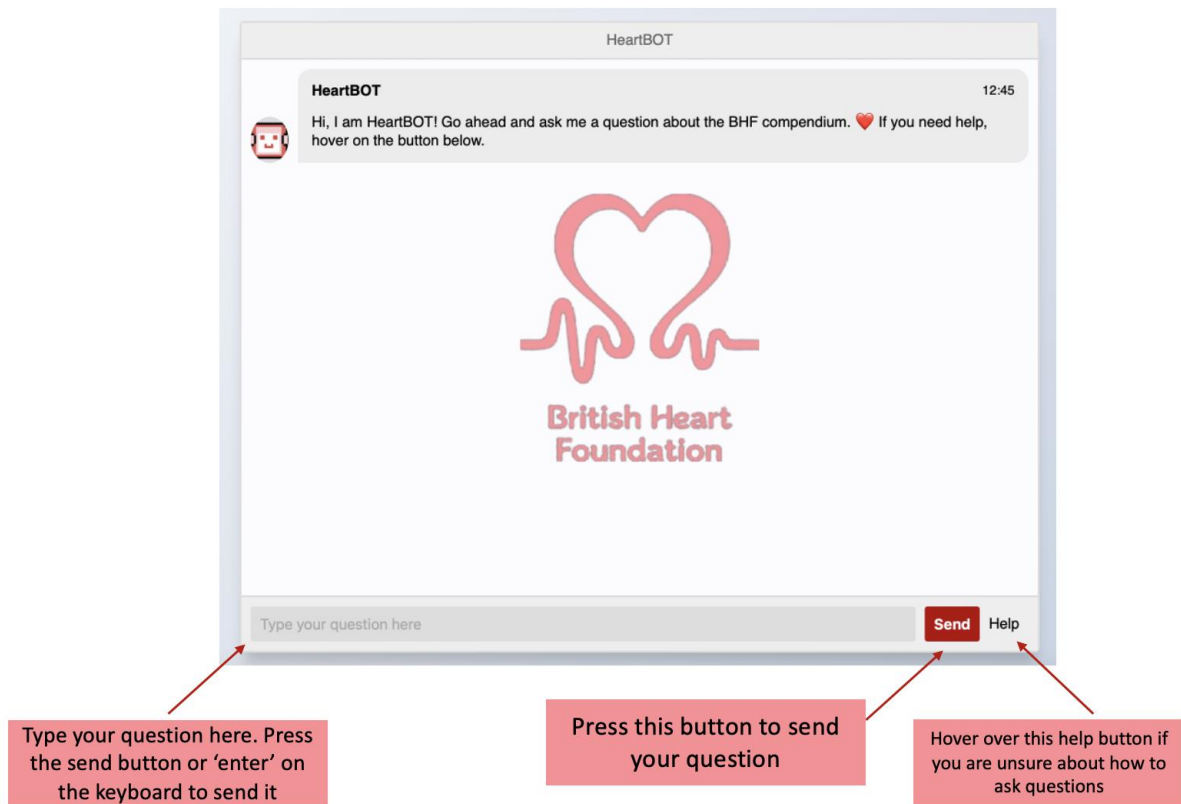 HeartBOT
HeartBOT 12:45
Hi, I am HeartBOT! Go ahead and ask me a question about the BHF compendium. ❤️ If you need help,
hover on the button below.
British Heart
Foundation
Type your question here Send Help
Type your question here. Press
the send button or ‘enter’ on
the keyboard to send it
Press this button to send
your question
Hover over this help button if
you are unsure about how to
ask questions